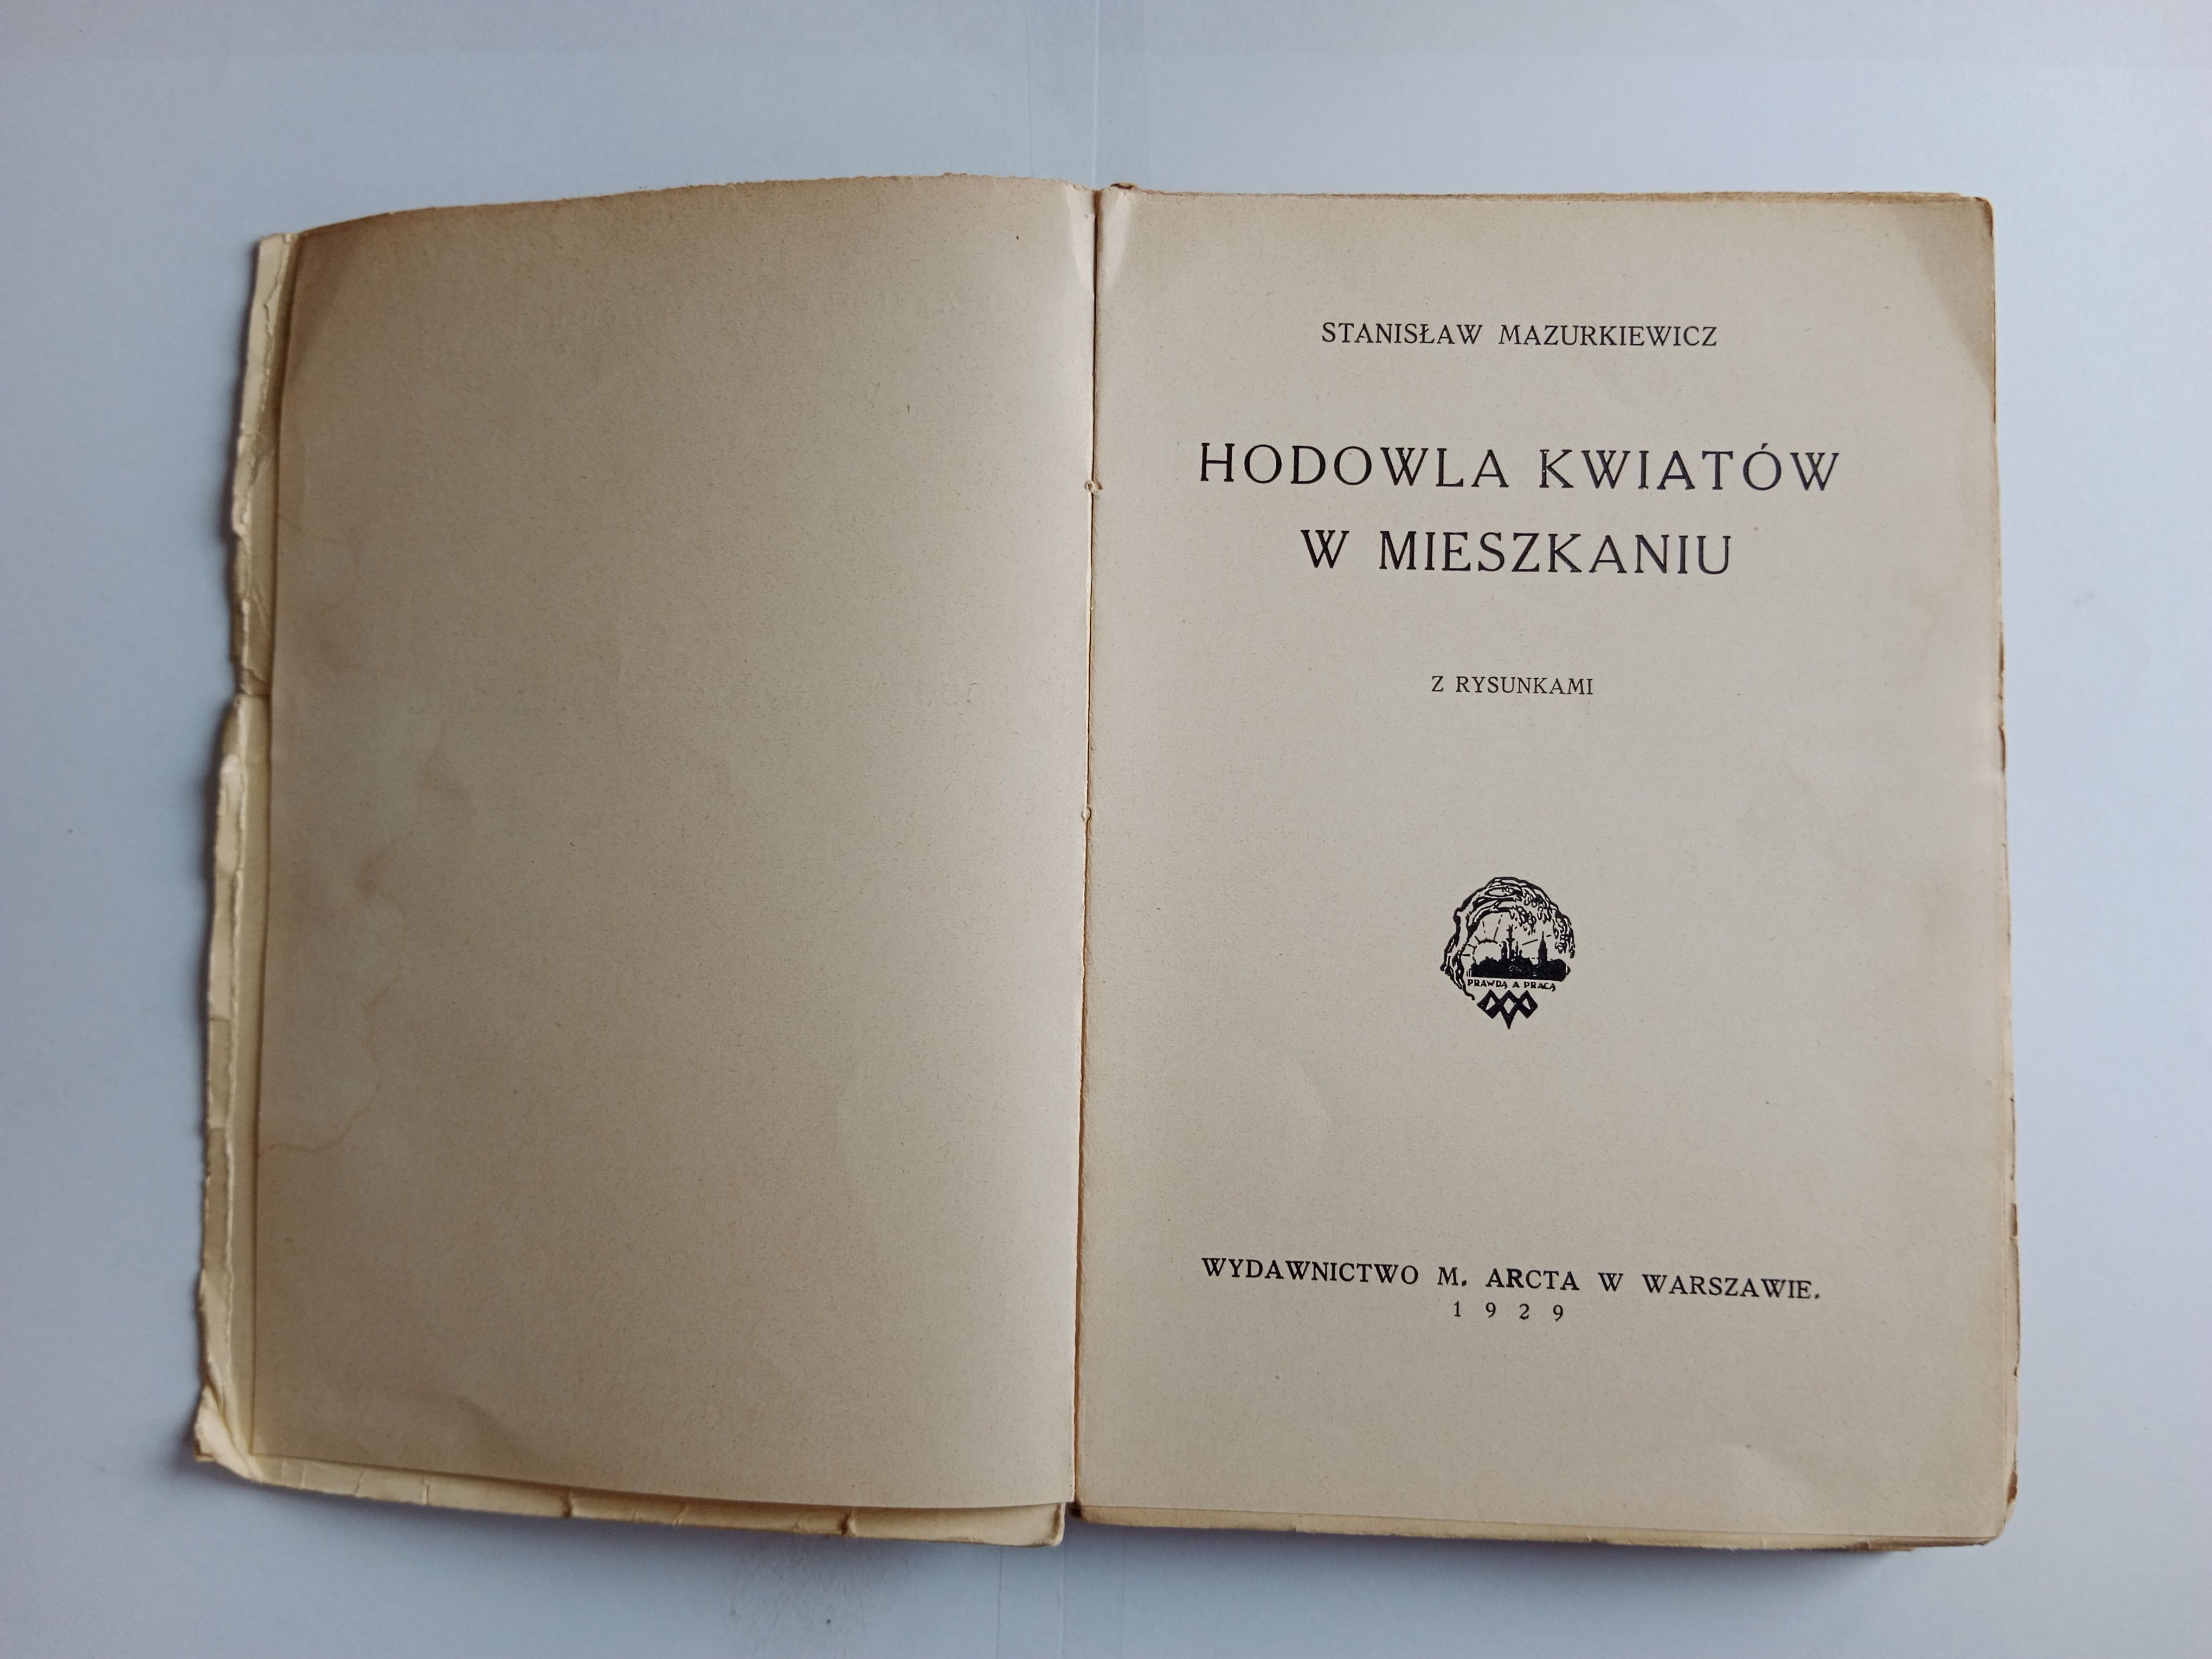 STANISŁAW MAZURKIEWICZ
HODOWLA KWIATÓW
W MIESZKANIU
Z RYSUNKAMI
PRAWDĄ A PRACĄ
WYDAWNICTWO M. ARCTA W WARSZAWIE.
1929